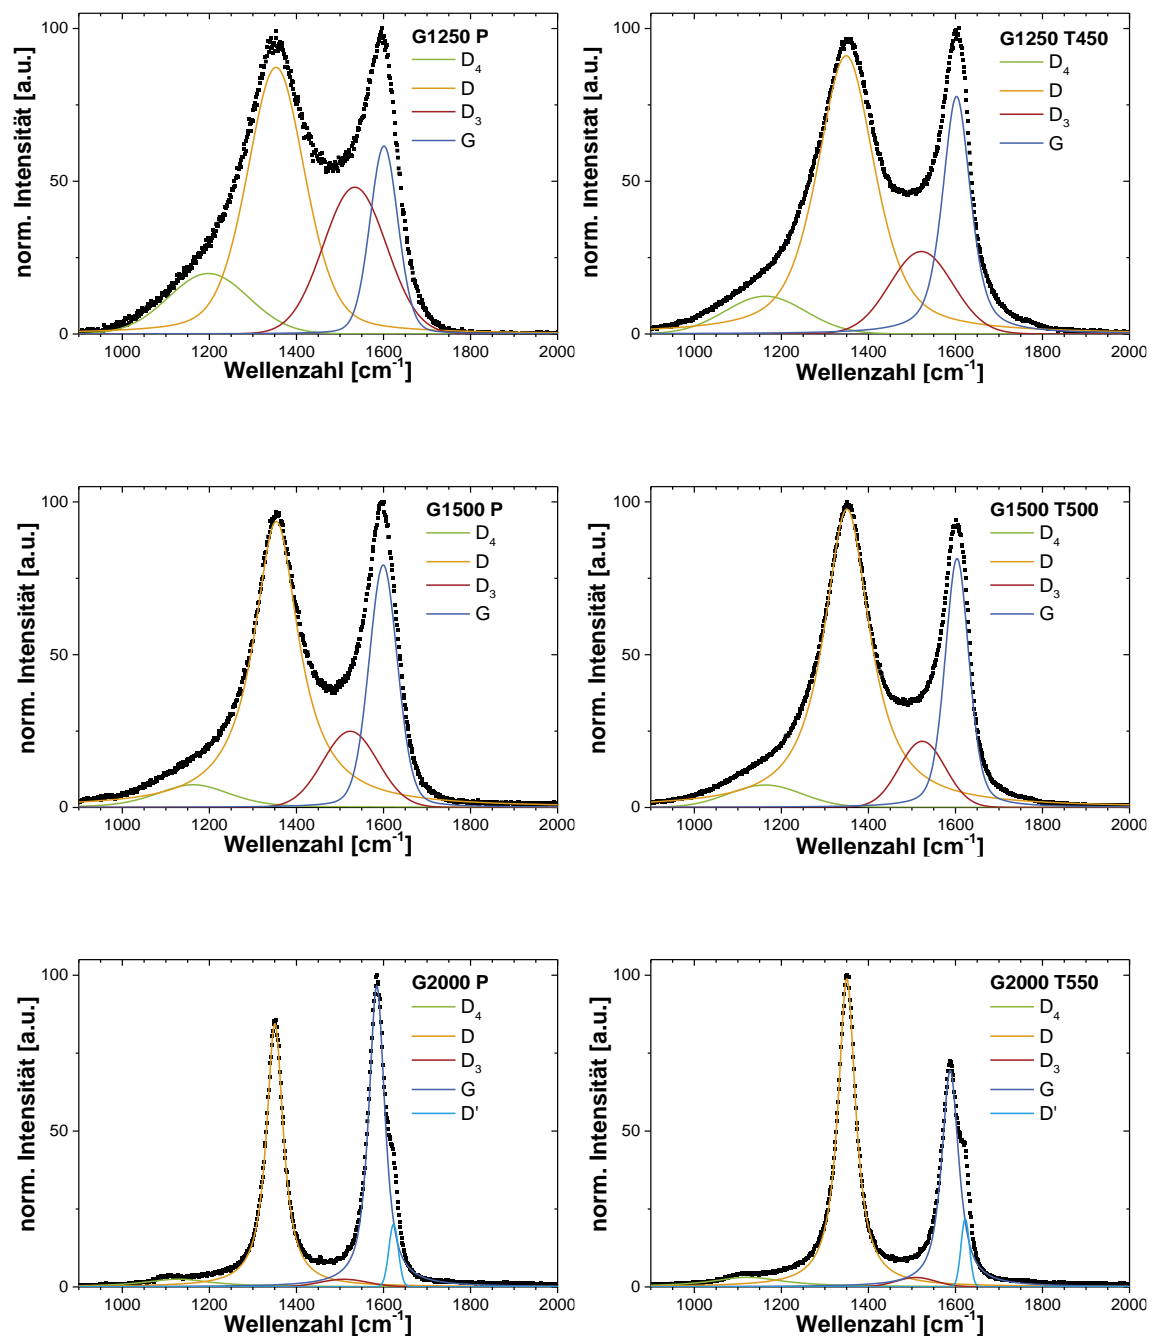 G1250 P
D4
D
D3
G
norm. Intensität [a.u.]
100
50
0
1000 1200 1400 1600 1800 2000
Wellenzahl [cm-1]
G1250 T450
D4
D
D3
G
norm. Intensität [a.u.]
100
50
0
1000 1200 1400 1600 1800 2000
Wellenzahl [cm-1]
G1500 P
D4
D
D3
G
norm. Intensität [a.u.]
100
50
0
1000 1200 1400 1600 1800 2000
Wellenzahl [cm-1]
G1500 T500
D4
D
D3
G
norm. Intensität [a.u.]
100
50
0
1000 1200 1400 1600 1800 2000
Wellenzahl [cm-1]
G2000 P
D4
D
D3
G
D'
norm. Intensität [a.u.]
100
50
0
1000 1200 1400 1600 1800 2000
Wellenzahl [cm-1]
G2000 T550
D4
D
D3
G
D'
norm. Intensität [a.u.]
100
50
0
1000 1200 1400 1600 1800 2000
Wellenzahl [cm-1]